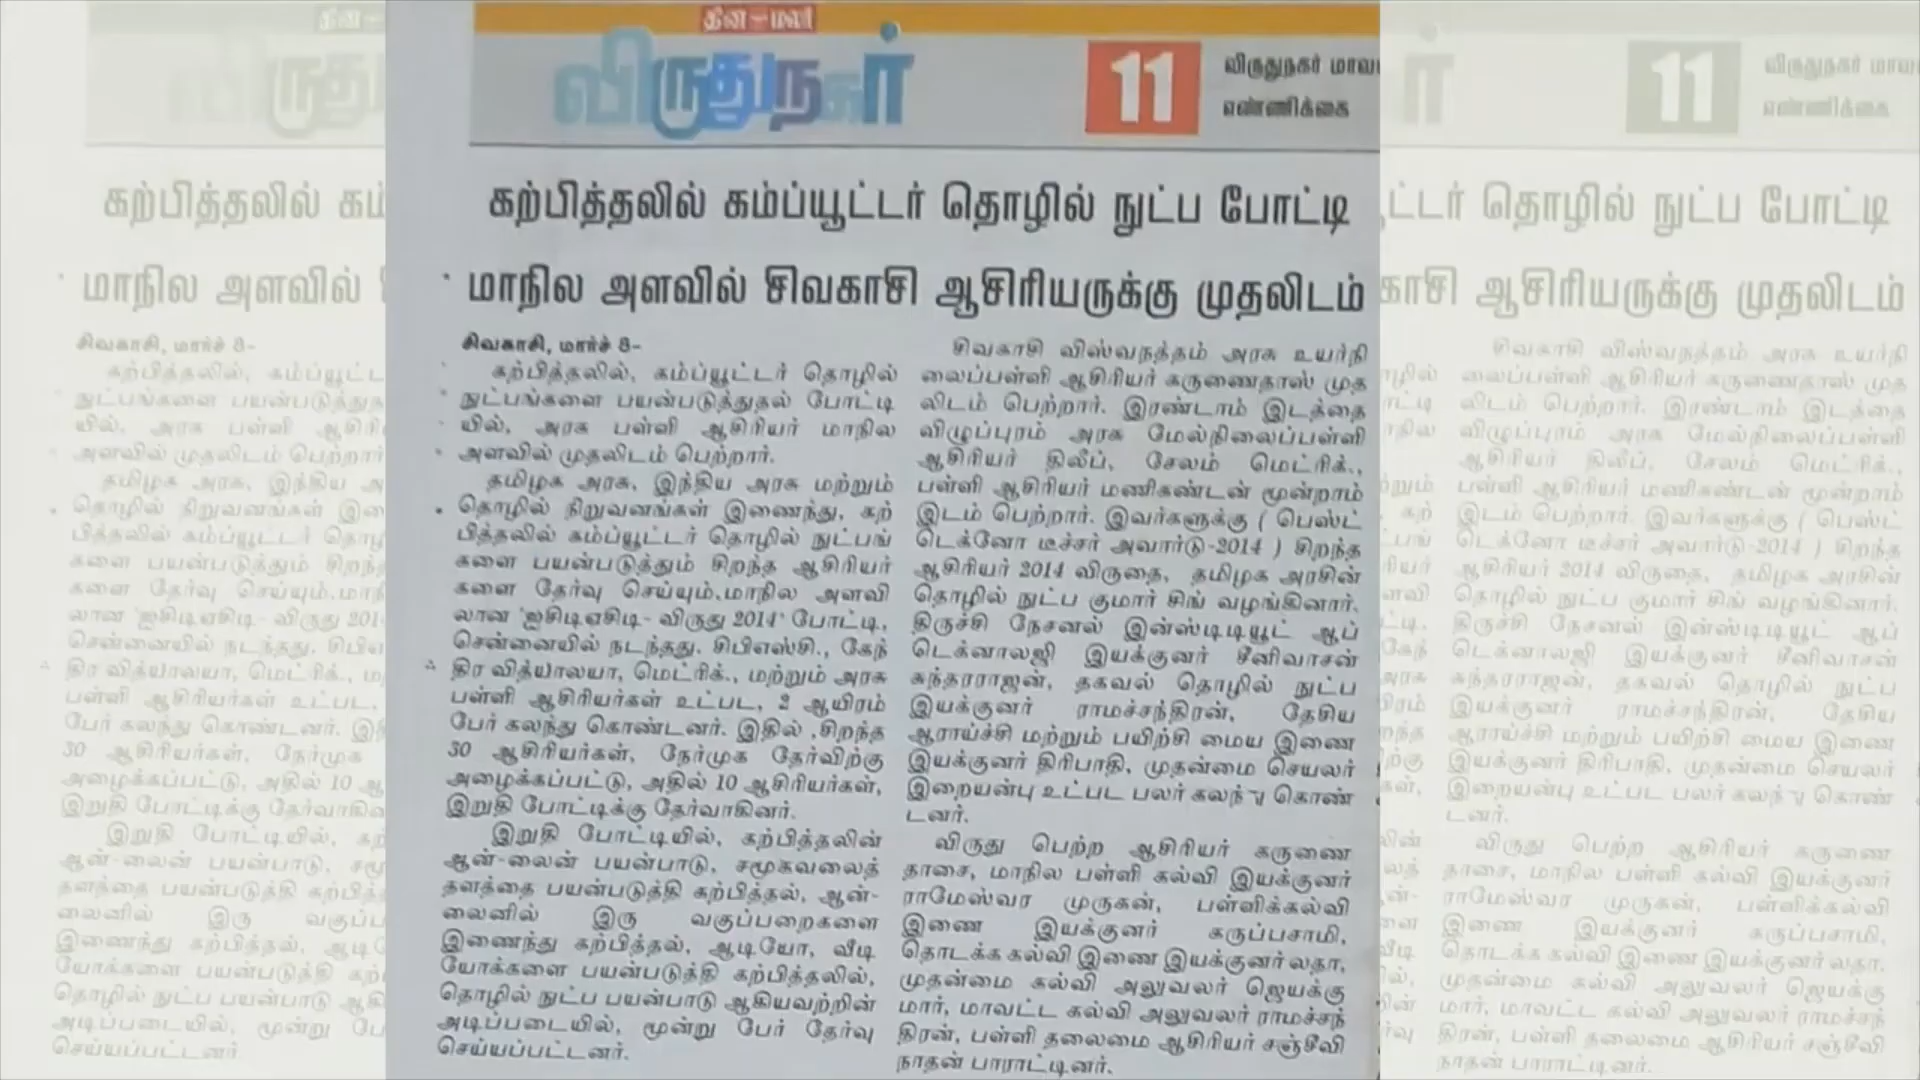 தின-மலர்
விருதுநகர்
11
விருதுநகர் மாவ
எண்ணிக்கை
கற்பித்தலில் கம்ப்யூட்டர் தொழில் நுட்ப போட்டி
மாநில அளவில் சிவகாசி ஆசிரியருக்கு முதலிடம்
சிவகாசி, மார்ச் 8-
கற்பித்தலில், கம்ப்யூட்டர் தொழில்
நுட்பங்களை பயன்படுத்துதல் போட்டி
யில், அரசு பள்ளி ஆசிரியர் மாநில
அளவில் முதலிடம் பெற்றார்.
தமிழக அரசு, இந்திய அரசு மற்றும்
தொழில் நிறுவனங்கள் இணைந்து, கற்
பித்தலில் கம்ப்யூட்டர் தொழில் நுட்பங்
களை பயன்படுத்தும் சிறந்த ஆசிரியர்
களை தேர்வு செய்யும்.மாநில அளவி
லான 'ஐசிடிஏசிடி- விருது 2014' போட்டி,
சென்னையில் நடந்தது. சிபிஎஸ்சி., கேந்
திர வித்யாலயா, மெட்ரிக்., மற்றும் அரசு
பள்ளி ஆசிரியர்கள் உட்பட, 2 ஆயிரம்
பேர் கலந்து கொண்டனர். இதில் ,சிறந்த
30 ஆசிரியர்கள், நேர்முக தேர்விற்கு
அழைக்கப்பட்டு, அதில் 10 ஆசிரியர்கள்,
இறுதி போட்டிக்கு தேர்வாகினர்.
இறுதி போட்டியில், கற்பித்தலின்
ஆன்-லைன் பயன்பாடு, சமூகவலைத்
தளத்தை பயன்படுத்தி கற்பித்தல், ஆன்-
லைனில் இரு வகுப்பறைகளை
இணைந்து கற்பித்தல், ஆடியோ, வீடி
யோக்களை பயன்படுத்தி கற்பித்தலில்,
தொழில் நுட்ப பயன்பாடு ஆகியவற்றின்
அடிப்படையில், மூன்று பேர் தேர்வு
செய்யப்பட்டனர்.
சிவகாசி விஸ்வநத்தம் அரசு உயர்நி
லைப்பள்ளி ஆசிரியர் கருணைதாஸ் முத
லிடம் பெற்றார். இரண்டாம் இடத்தை
விழுப்புரம் அரசு மேல்நிலைப்பள்ளி
ஆசிரியர் திலீப், சேலம் மெட்ரிக்.,
பள்ளி ஆசிரியர் மணிகண்டன் மூன்றாம்
இடம் பெற்றார். இவர்களுக்கு ( பெஸ்ட்
டெக்னோ டீச்சர் அவார்டு-2014 ) சிறந்த
ஆசிரியர் 2014 விருதை, தமிழக அரசின்
தொழில் நுட்ப குமார் சிங் வழங்கினார்.
திருச்சி நேசனல் இன்ஸ்டிடியூட் ஆப்
டெக்னாலஜி இயக்குனர் சீனிவாசன்
சுந்தரராஜன், தகவல் தொழில் நுட்ப
இயக்குனர் ராமச்சந்திரன், தேசிய
ஆராய்ச்சி மற்றும் பயிற்சி மைய இணை
இயக்குனர் திரிபாதி, முதன்மை செயலர்
இறையன்பு உட்பட பலர் கலந்து கொண்
டனர்.
விருது பெற்ற ஆசிரியர் கருணை
தாசை, மாநில பள்ளி கல்வி இயக்குனர்
ராமேஸ்வர முருகன், பள்ளிக்கல்வி
இணை இயக்குனர் கருப்பசாமி,
தொடக்க கல்வி இணை இயக்குனர் லதா,
முதன்மை கல்வி அலுவலர் ஜெயக்கு
மார், மாவட்ட கல்வி அலுவலர் ராமச்சந்
திரன், பள்ளி தலைமை ஆசிரியர் சஞ்சீவி
நாதன் பாராட்டினர்.